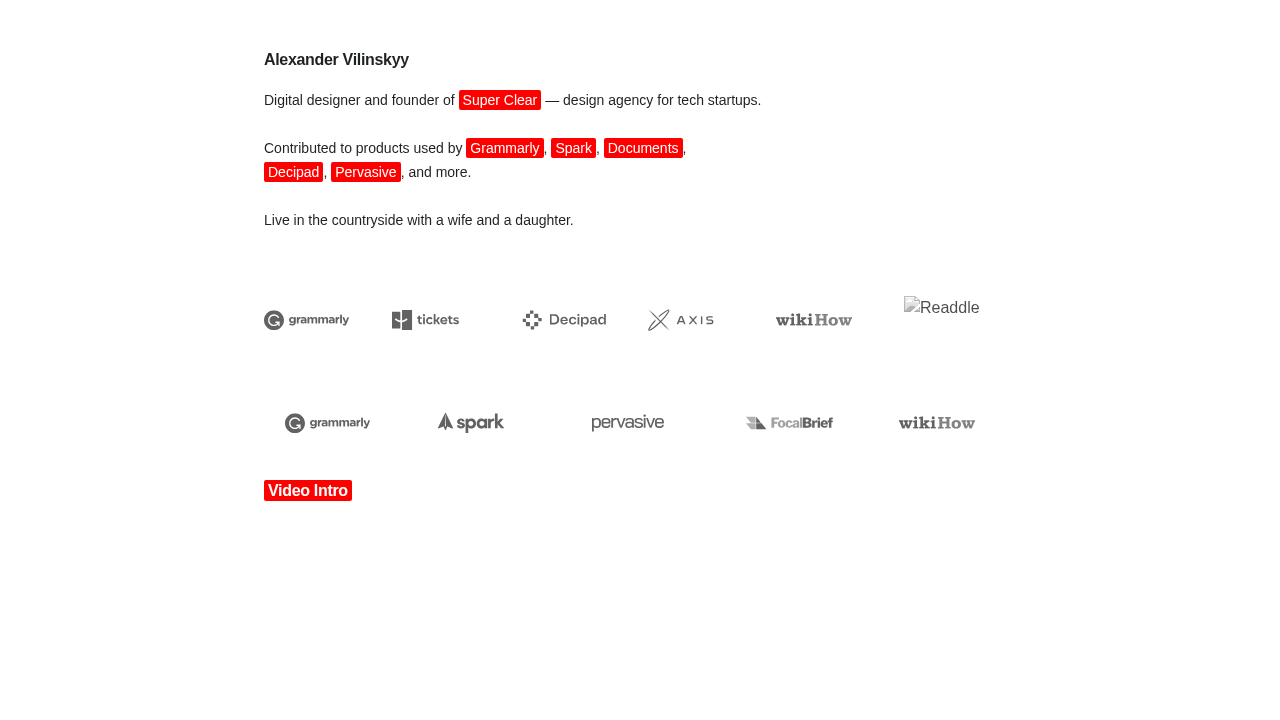 Alexander Vilinskyy
Digital designer and founder of Super Clear — design agency for tech startups.
Contributed to products used by Grammarly, Spark, Documents,
Decipad, Pervasive, and more.
Live in the countryside with a wife and a daughter.
grammarly tickets Decipad AXIS wikiHow Readdle
grammarly spark pervasive FocalBrief wikiHow
Video Intro